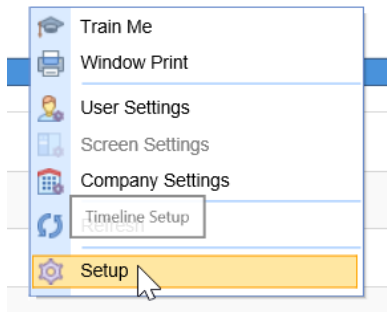 Train Me
Window Print
User Settings
Screen Settings
Company Settings
Timeline Setup
Refresh
Setup